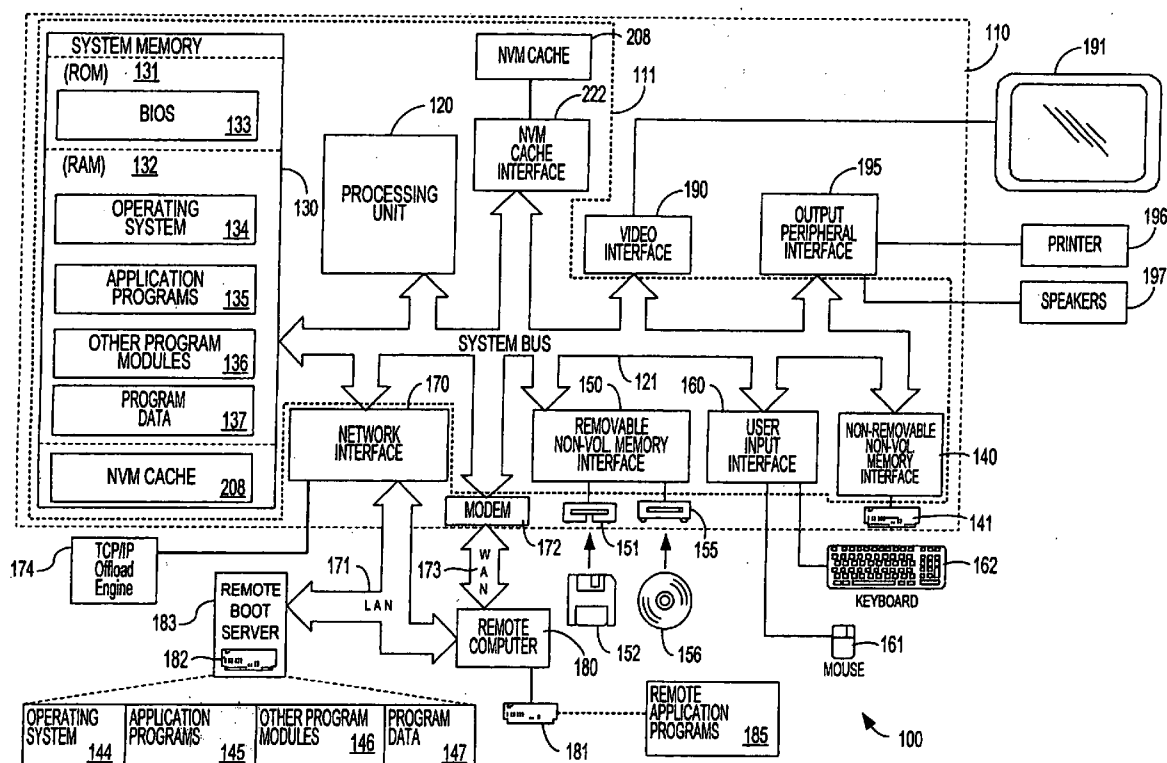 SYSTEM MEMORY
(ROM) 131
BIOS
133
(RAM) 132
OPERATING
SYSTEM 134
APPLICATION
PROGRAMS 135
OTHER PROGRAM
MODULES 136
PROGRAM
DATA 137
NVM CACHE
208
130
120
PROCESSING
UNIT
NVM CACHE
208
111
222
NVM
CACHE
INTERFACE
190
VIDEO
INTERFACE
195
OUTPUT
PERIPHERAL
INTERFACE
110
191
196
PRINTER
197
SPEAKERS
SYSTEM BUS
121
170
NETWORK
INTERFACE
150
REMOVABLE
NON-VOL. MEMORY
INTERFACE
160
USER
INPUT
INTERFACE
NON-REMOVABLE
NON-VOL.
MEMORY
INTERFACE
140
MODEM
172
151
155
141
174
TCP/IP
Offload
Engine
171
LAN
173
WAN
152
156
162
KEYBOARD
161
MOUSE
183
REMOTE
BOOT
SERVER
182
REMOTE
COMPUTER
180
181
REMOTE
APPLICATION
PROGRAMS 185
OPERATING
SYSTEM
144
APPLICATION
PROGRAMS
145
OTHER PROGRAM
MODULES 146
PROGRAM
DATA
147
100